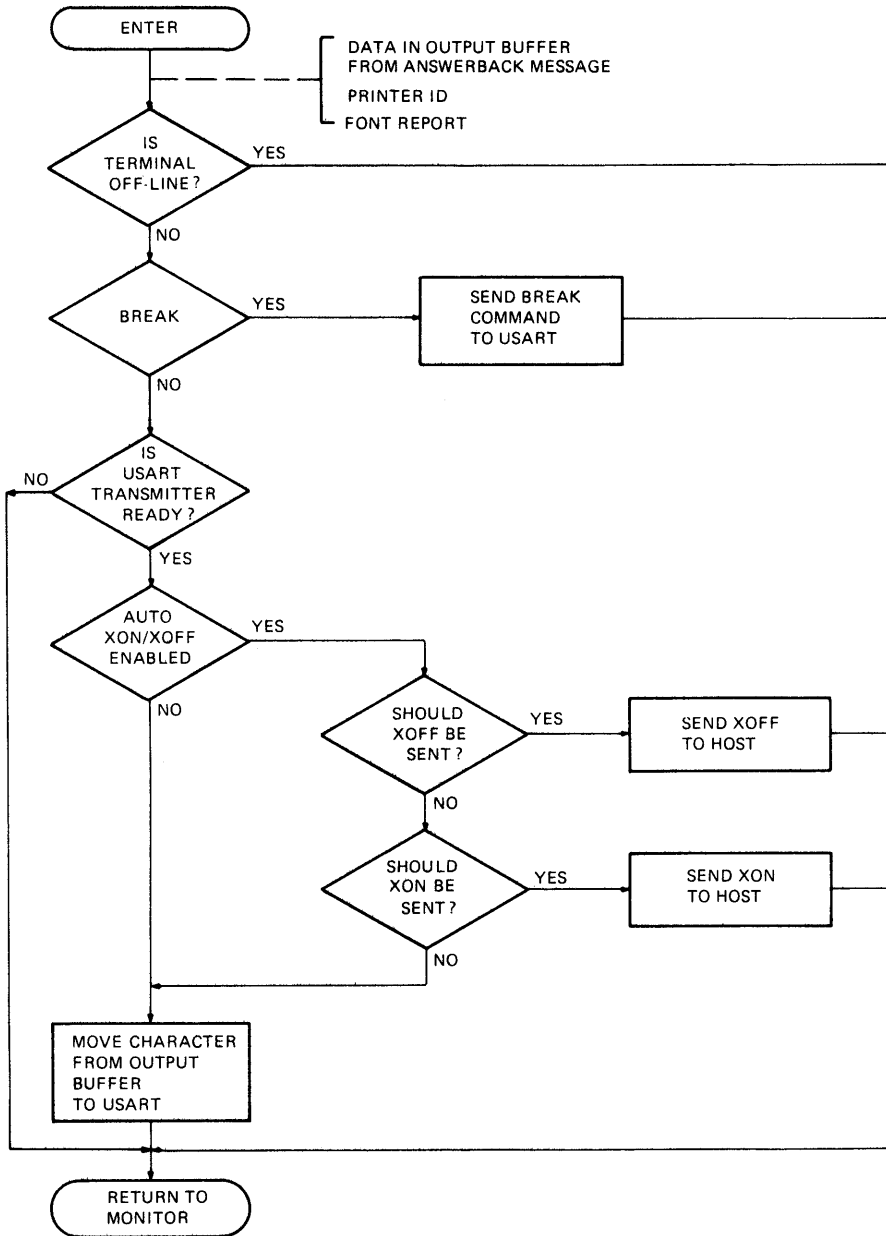 ENTER
DATA IN OUTPUT BUFFER
FROM ANSWERBACK MESSAGE
PRINTER ID
FONT REPORT
IS
TERMINAL
OFF-LINE?
YES
NO
BREAK
YES
SEND BREAK
COMMAND
TO USART
NO
IS
USART
TRANSMITTER
READY?
NO
YES
AUTO
XON/XOFF
ENABLED
YES
NO
SHOULD
XOFF BE
SENT?
YES
SEND XOFF
TO HOST
NO
SHOULD
XON BE
SENT?
YES
SEND XON
TO HOST
NO
MOVE CHARACTER
FROM OUTPUT
BUFFER
TO USART
RETURN TO
MONITOR